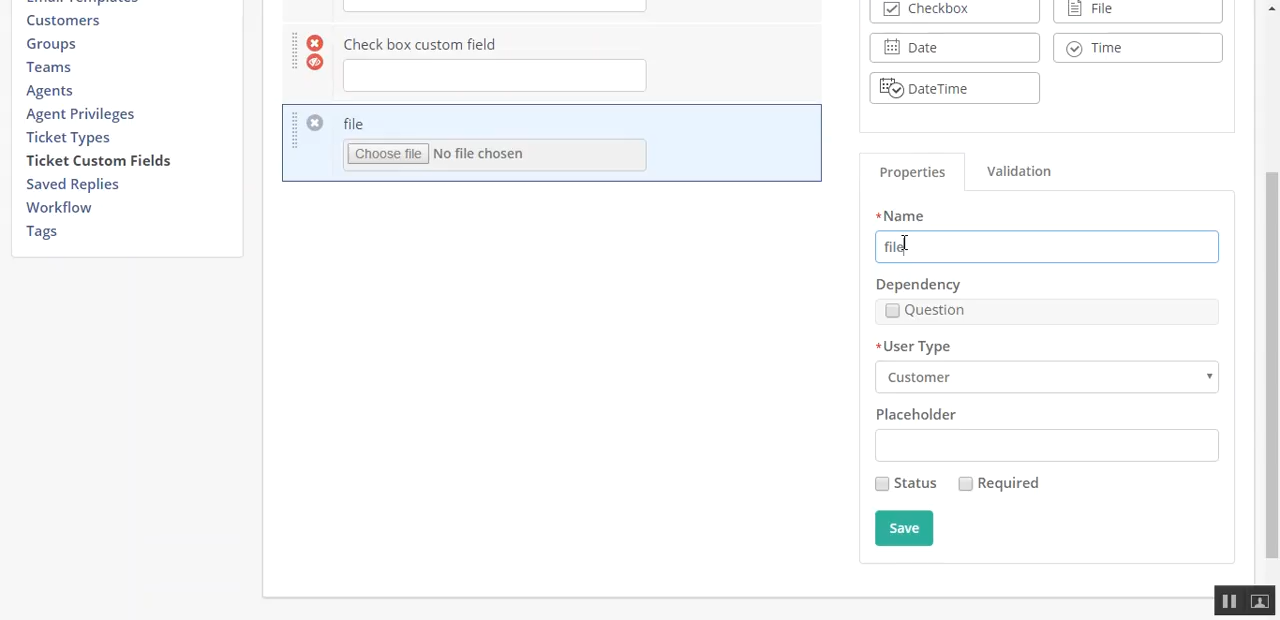 Customers
Groups
Teams
Agents
Agent Privileges
Ticket Types
Ticket Custom Fields
Saved Replies
Workflow
Tags
Check box custom field
file
Choose file No file chosen
Checkbox
File
Date
Time
DateTime
Properties
Validation
*Name
file
Dependency
Question
*User Type
Customer
Placeholder
Status
Required
Save